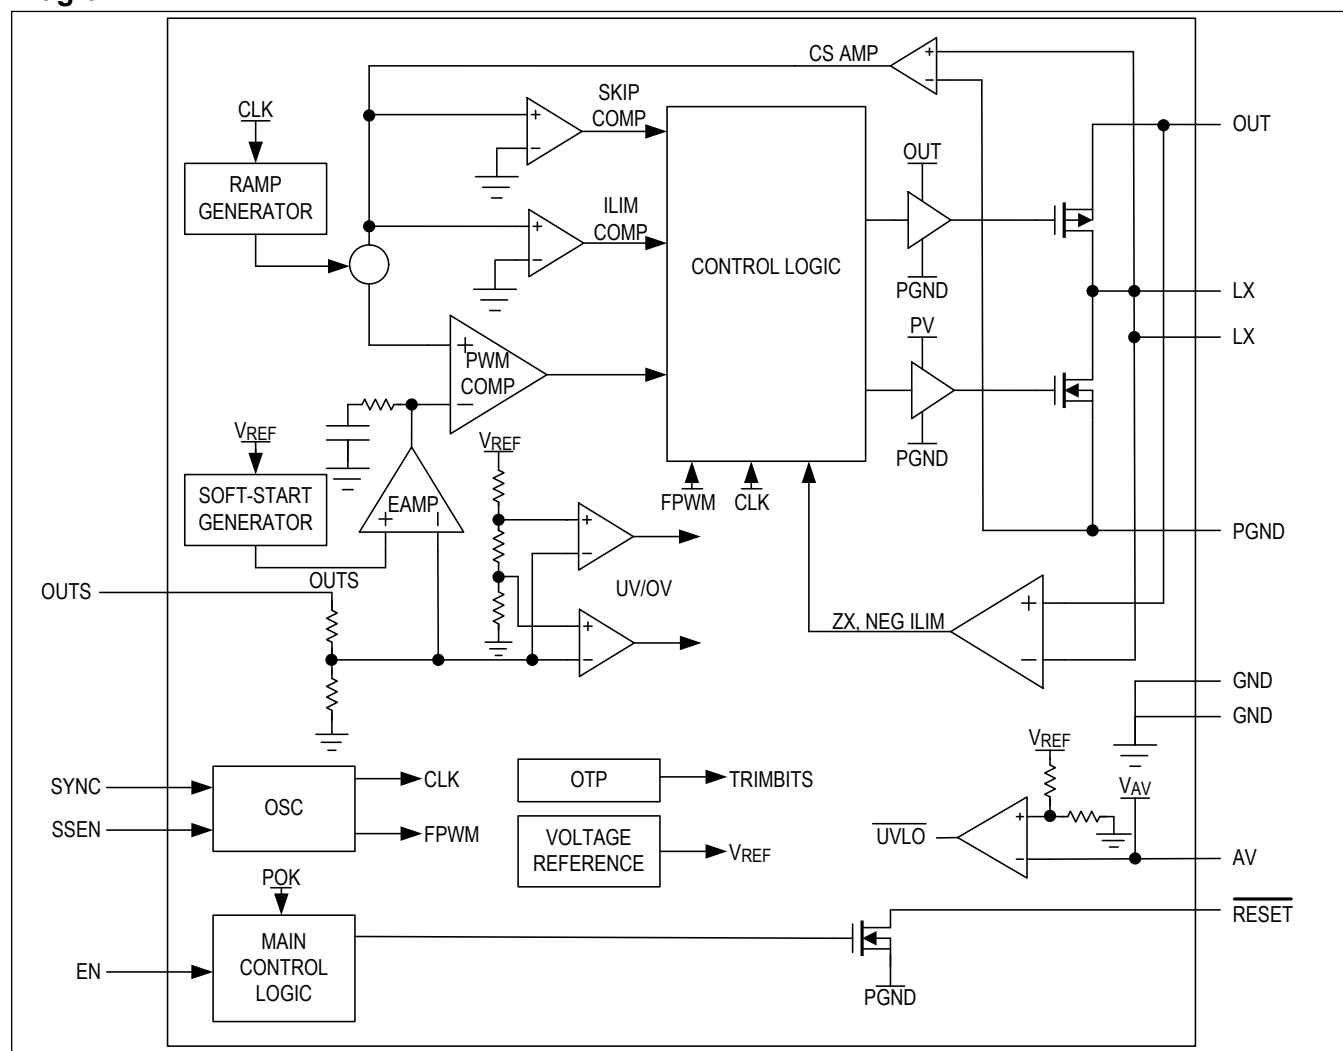 CS AMP
CLK
SKIP
COMP
OUT
OUT
RAMP
GENERATOR
ILIM
COMP
CONTROL LOGIC
PGND
LX
PV
LX
PWM
COMP
VREF
VREF
PGND
SOFT-START
GENERATOR
EAMP
FPWM
CLK
PGND
OUTS
OUTS
UV/OV
ZX, NEG ILIM
GND
GND
VREF
VAV
SYNC
OSC
CLK
OTP
TRIMBITS
SSEN
FPWM
VOLTAGE
REFERENCE
VREF
UVLO
AV
POK
RESET
MAIN
CONTROL
LOGIC
EN
PGND